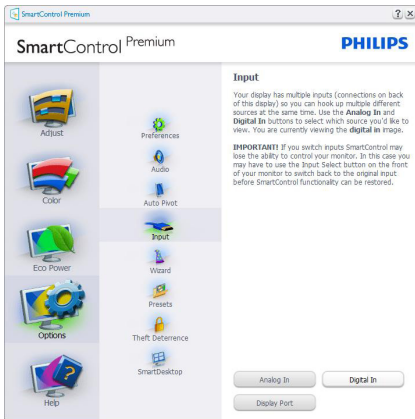 SmartControl Premium
SmartControl Premium
PHILIPS
Adjust
Color
Eco Power
Options
Help
Preferences
Audio
Auto Pivot
Input
Wizard
Presets
Theft Deterrence
SmartDesktop
Input
Your display has multiple inputs (connections on back
of this display) so you can hook up multiple different
sources at the same time. Use the Analog In and
Digital In buttons to select which source you'd like to
view. You are currently viewing the digital in image.
IMPORTANT! If you switch inputs SmartControl may
lose the ability to control your monitor. In this case you
may have to use the Input Select button on the front
of your monitor to switch back to the original input
before SmartControl functionality can be restored.
Analog In
Digital In
Display Port